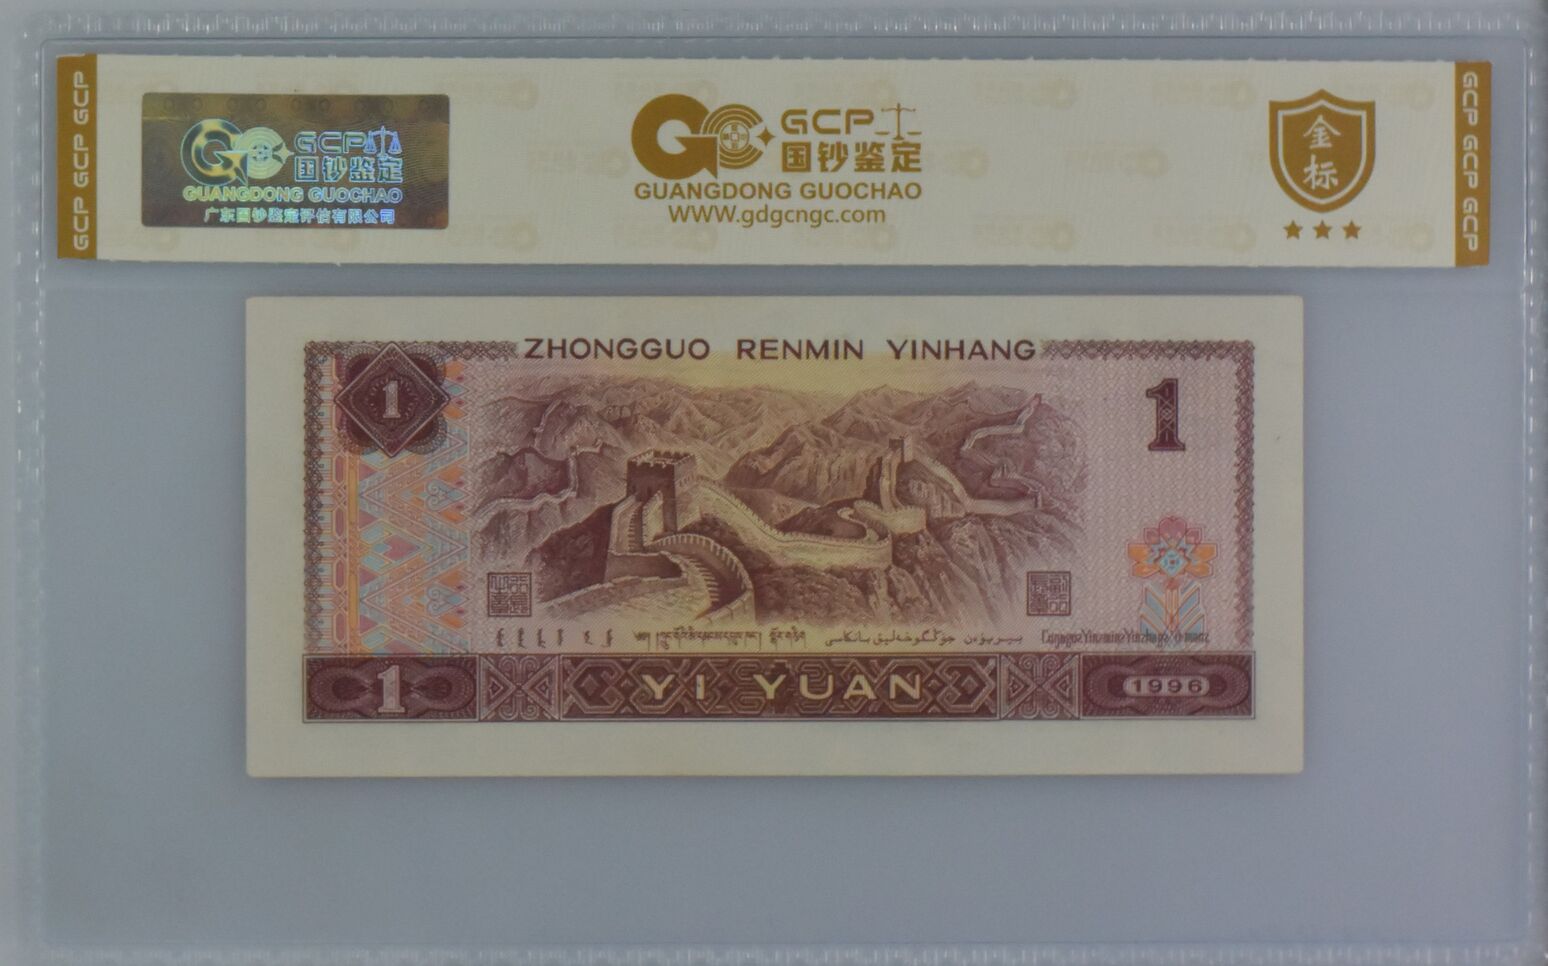 GCP GCP GCP
GCP
国钞鉴定
GUANGDONG GUOCHAO
广东国钞鉴定评估有限公司
GCP
国钞鉴定
GUANGDONG GUOCHAO
WWW.gdgcngc.com
金标
GCP GCP GCP
ZHONGGUO RENMIN YINHANG
1
1
1
YI YUAN
1996